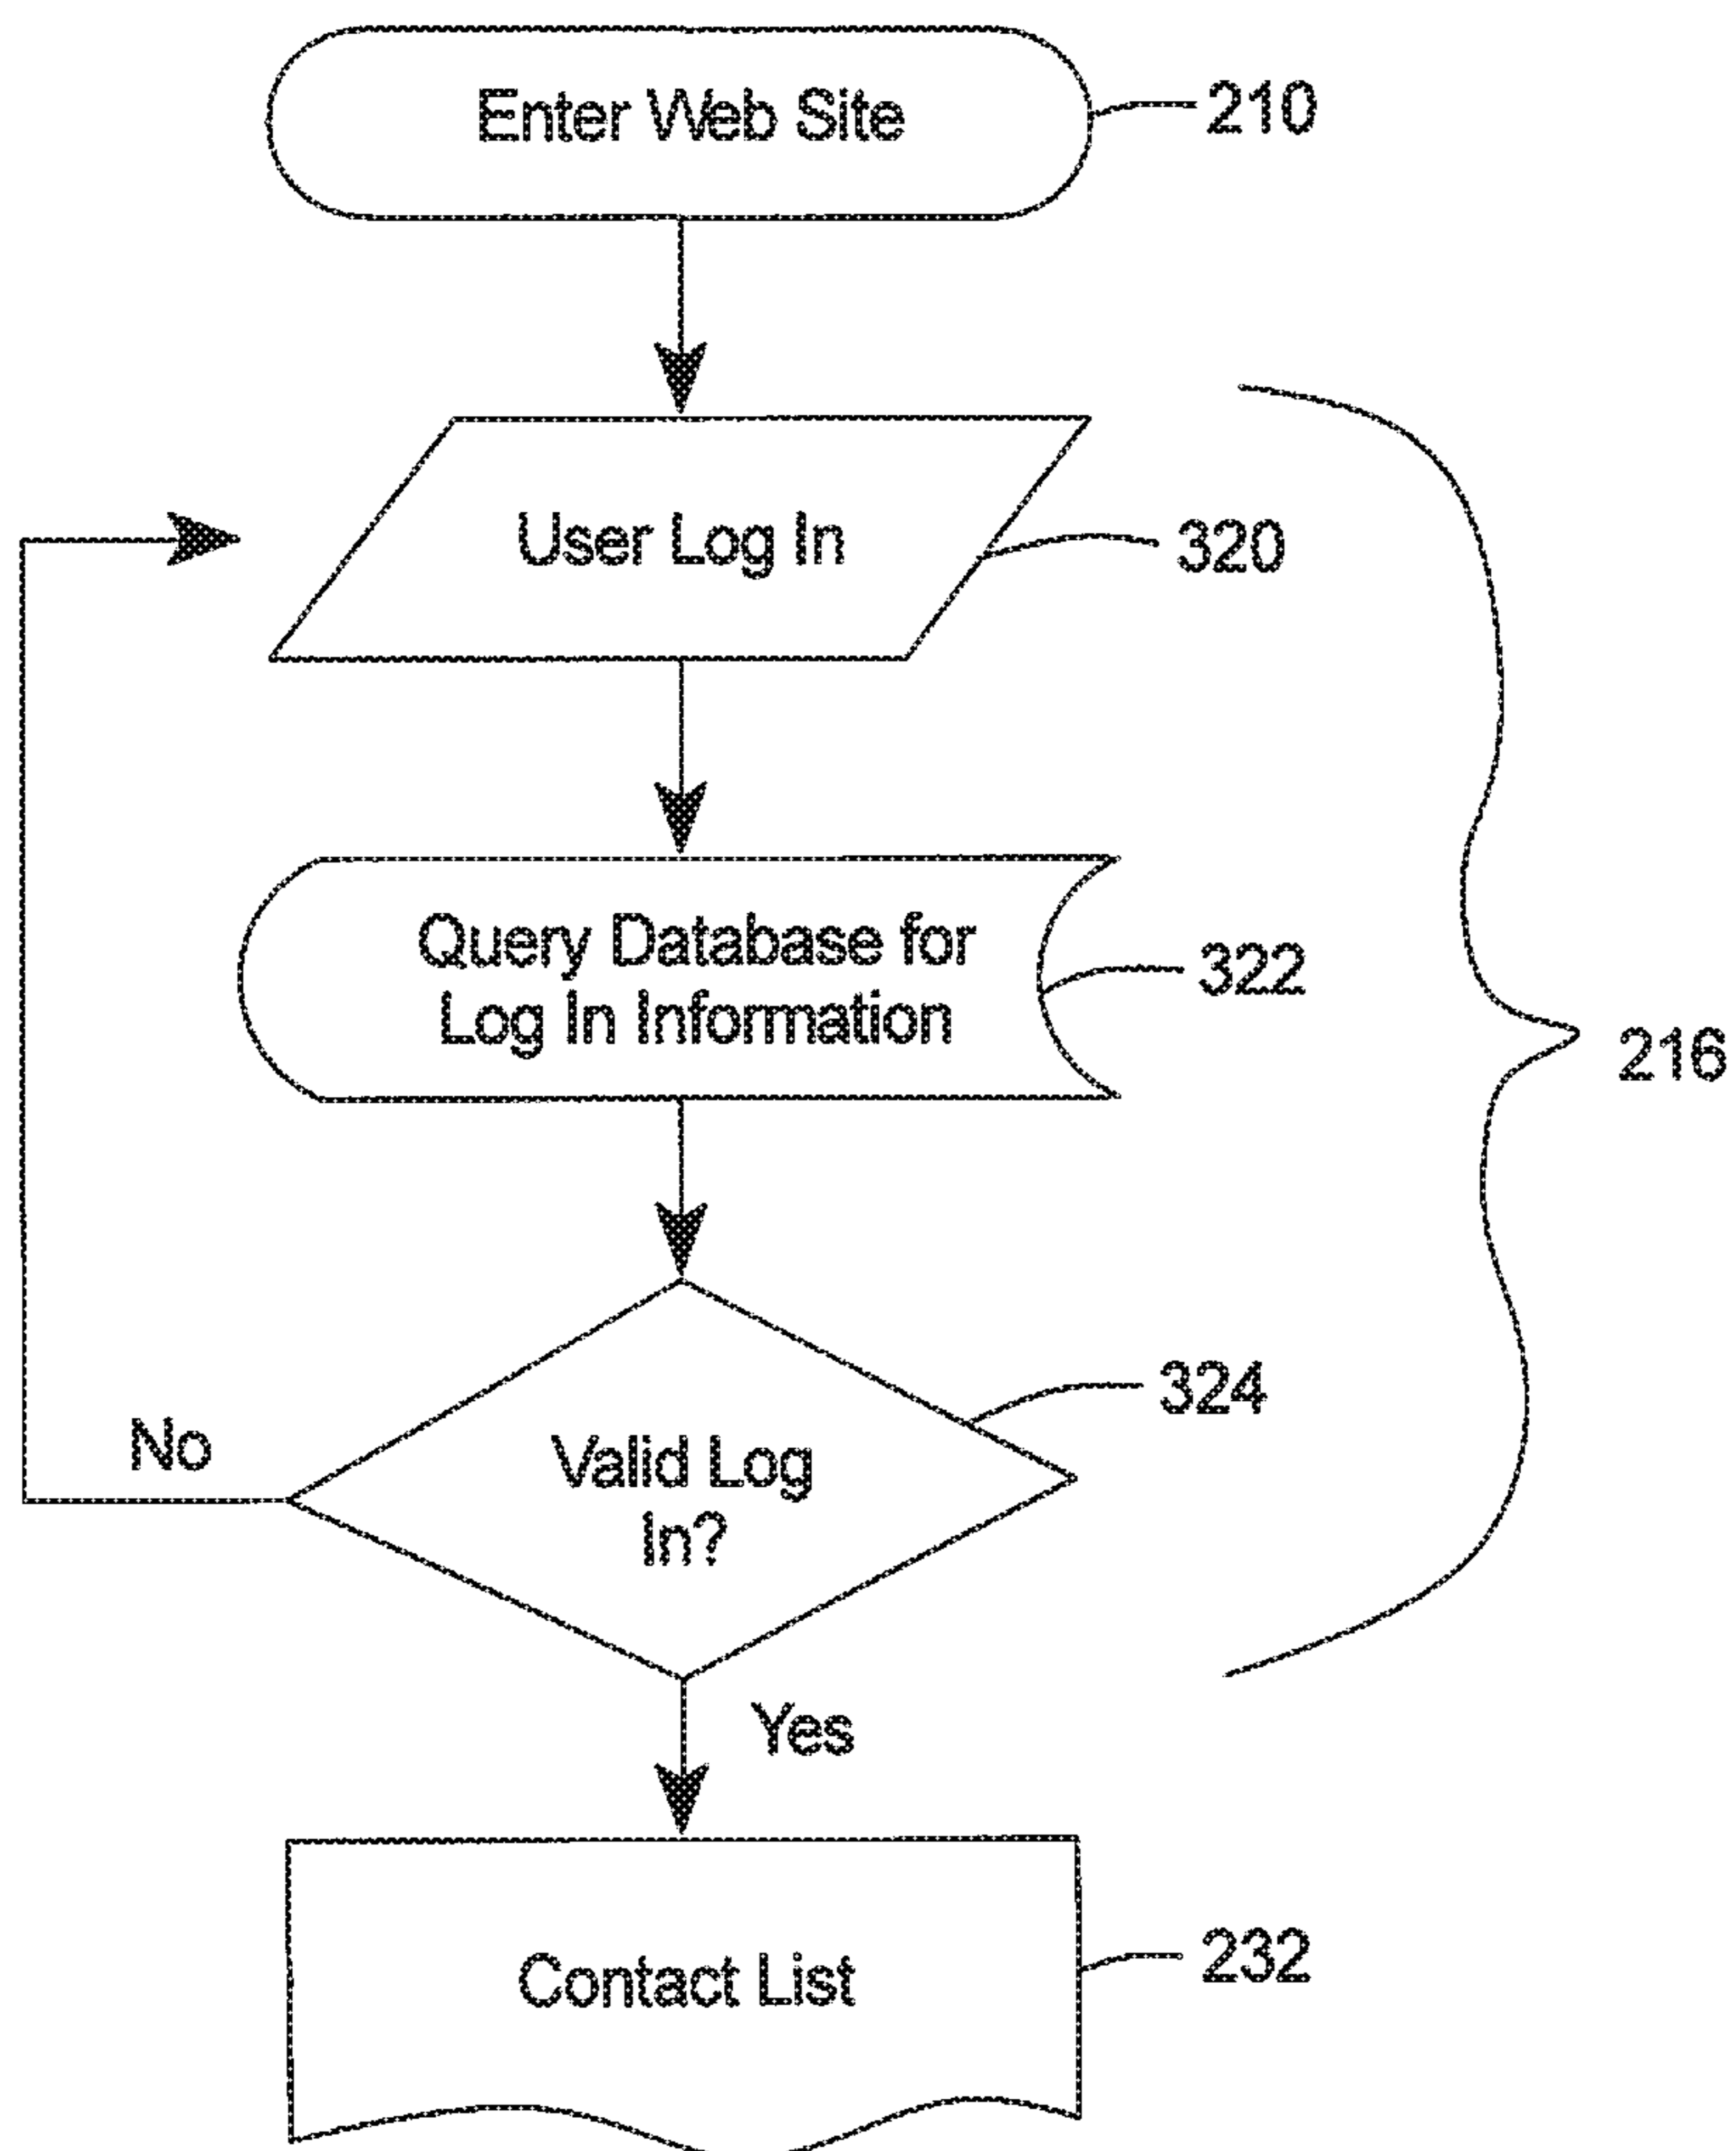 Enter Web Site
210
User Log In
320
Query Database for
Log In Information
322
216
Valid Log
In?
324
No
Yes
Contact List
232